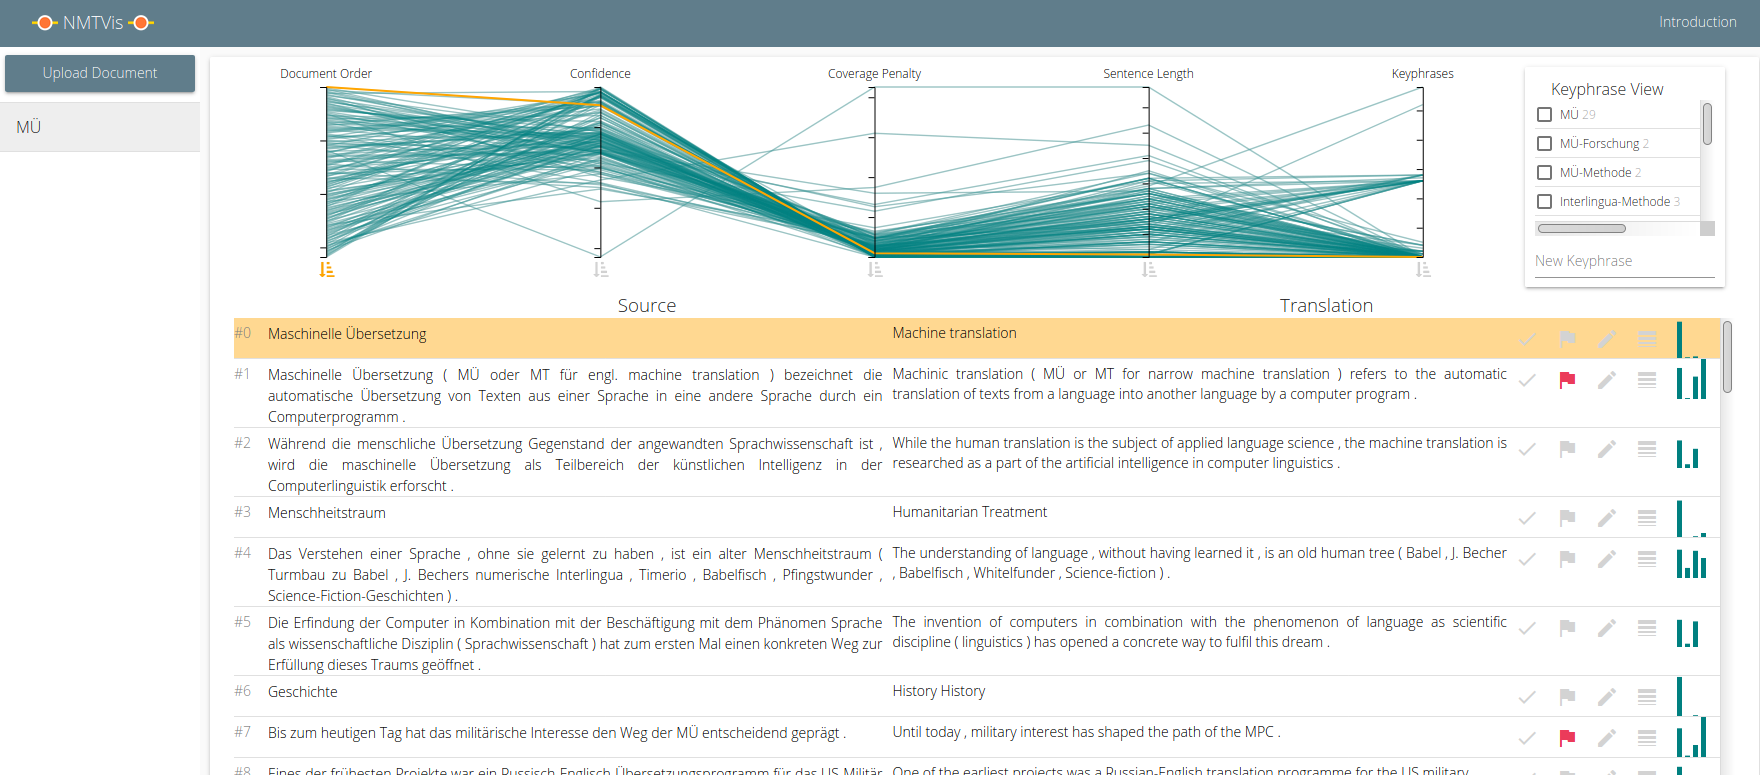 NMTVis
Introduction
Upload Document
MÜ
Document Order
Confidence
Coverage Penalty
Sentence Length
Keyphrases
Keyphrase View
MÜ 29
MÜ-Forschung 2
MÜ-Methode 2
Interlingua-Methode 3
New Keyphrase
Source
Translation
#0 Maschinelle Übersetzung
Machine translation
#1 Maschinelle Übersetzung ( MÜ oder MT für engl. machine translation ) bezeichnet die
automatische Übersetzung von Texten aus einer Sprache in eine andere Sprache durch ein
Computerprogramm .
Machinic translation ( MÜ or MT for narrow machine translation ) refers to the automatic
translation of texts from a language into another language by a computer program .
#2 Während die menschliche Übersetzung Gegenstand der angewandten Sprachwissenschaft ist ,
wird die maschinelle Übersetzung als Teilbereich der künstlichen Intelligenz in der
Computerlinguistik erforscht .
While the human translation is the subject of applied language science , the machine translation is
researched as a part of the artificial intelligence in computer linguistics .
#3 Menschheitstraum
Humanitarian Treatment
#4 Das Verstehen einer Sprache , ohne sie gelernt zu haben , ist ein alter Menschheitstraum (
Turmbau zu Babel , J. Bechers numerische Interlingua , Timerio , Babelfisch , Pfingstwunder ,
Science-Fiction-Geschichten ) .
The understanding of language , without having learned it , is an old human tree ( Babel , J. Becher
, Babelfisch , Whitelfunder , Science-fiction ) .
#5 Die Erfindung der Computer in Kombination mit der Beschäftigung mit dem Phänomen Sprache
als wissenschaftliche Disziplin ( Sprachwissenschaft ) hat zum ersten Mal einen konkreten Weg zur
Erfüllung dieses Traums geöffnet .
The invention of computers in combination with the phenomenon of language as scientific
discipline ( linguistics ) has opened a concrete way to fulfil this dream .
#6 Geschichte
History History
#7 Bis zum heutigen Tag hat das militärische Interesse den Weg der MÜ entscheidend geprägt .
Until today , military interest has shaped the path of the MPC .
#8 Eines der frühesten Projekte war ein Russisch-Englisch Übersetzungsprogramm für das US Militär
One of the earliest projects was a Russian-English translation programme for the US military